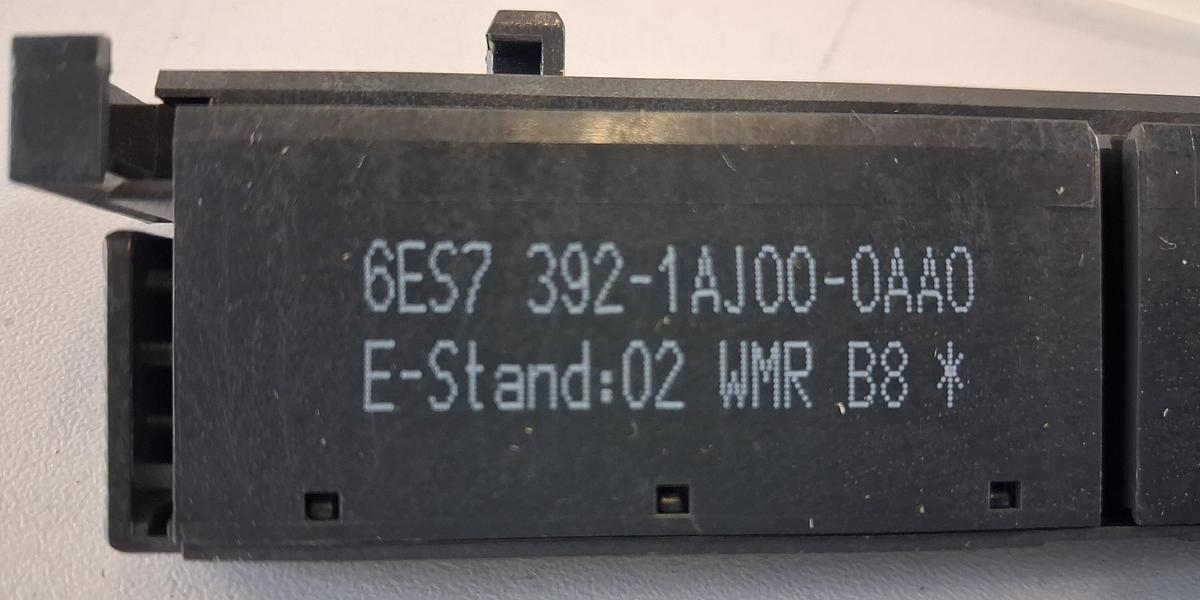 6ES7 392-1AJ00-0AA0
E-Stand:02 WMR B8 *